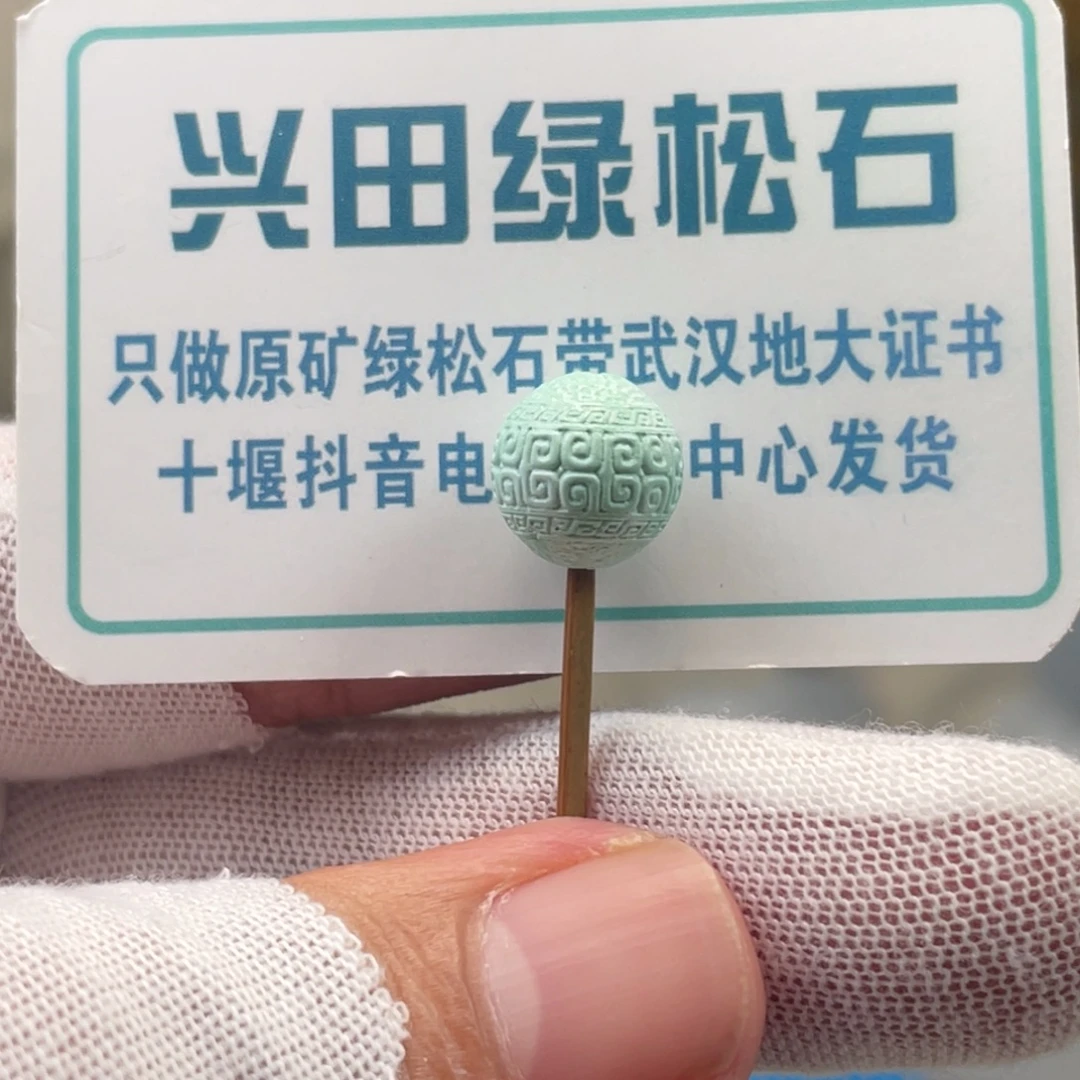 兴田绿松石
只做原矿绿松石带武汉地大证书
十堰抖音电 中心发货